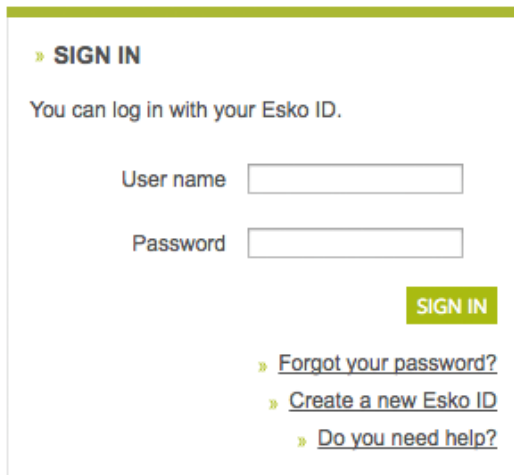 » SIGN IN
You can log in with your Esko ID.
User name
Password
SIGN IN
» Forgot your password?
» Create a new Esko ID
» Do you need help?